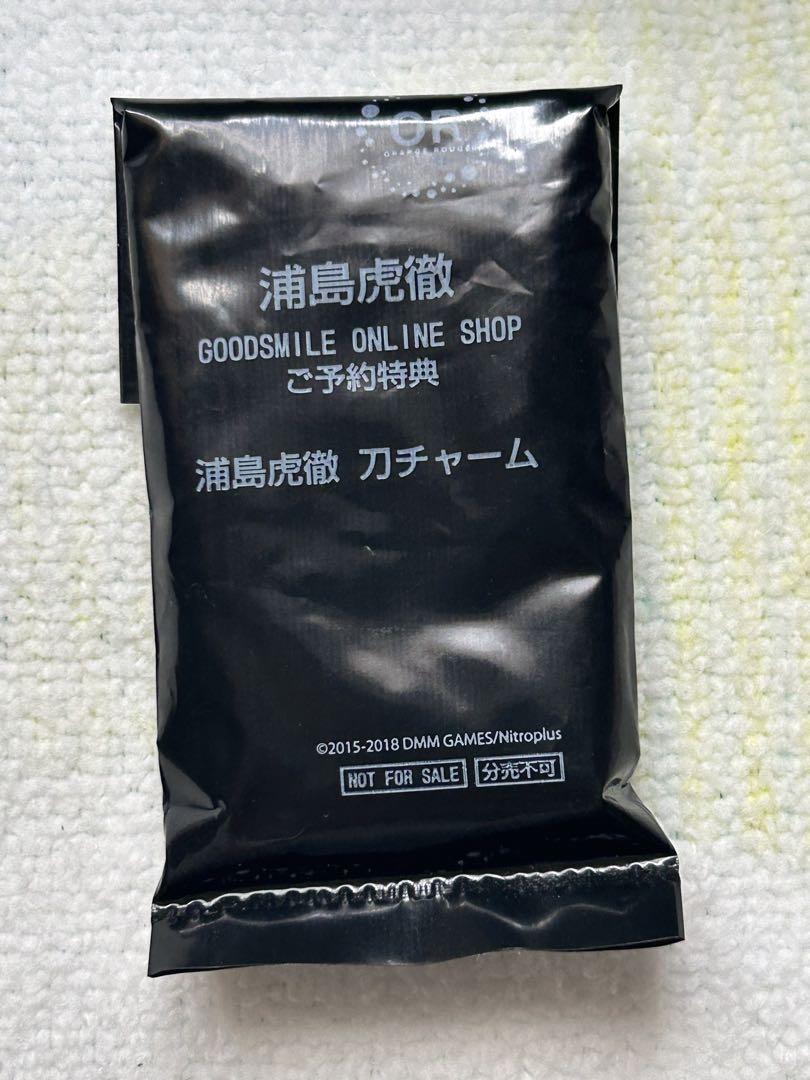 OR
ORANGE ROUGE
浦島虎徹
GOODSMILE ONLINE SHOP
ご予約特典
浦島虎徹 刀チャーム
©2015-2018 DMM GAMES/Nitroplus
NOT FOR SALE 分売不可